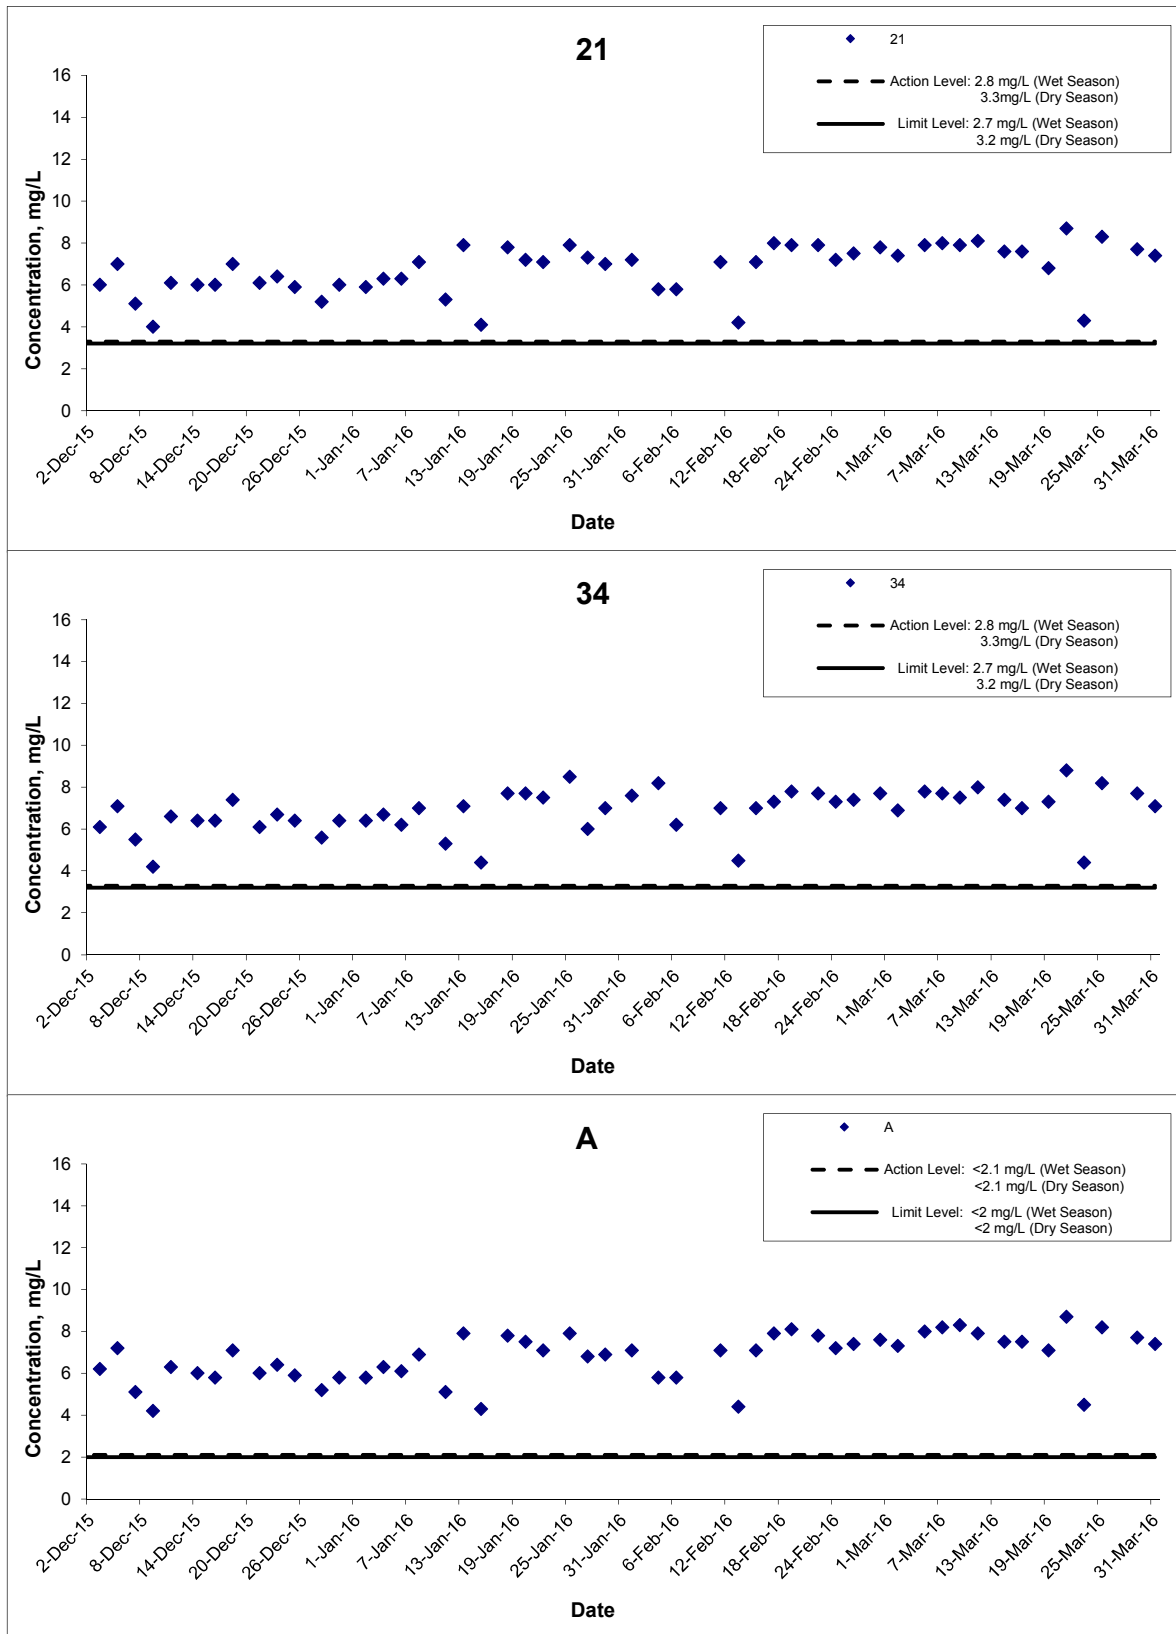 21
21
Action Level: 2.8 mg/L (Wet Season)
3.3mg/L (Dry Season)
Limit Level: 2.7 mg/L (Wet Season)
3.2 mg/L (Dry Season)
Concentration, mg/L
16
14
12
10
8
6
4
2
0
2-Dec-15
8-Dec-15
14-Dec-15
20-Dec-15
26-Dec-15
1-Jan-16
7-Jan-16
13-Jan-16
19-Jan-16
25-Jan-16
31-Jan-16
6-Feb-16
12-Feb-16
18-Feb-16
24-Feb-16
1-Mar-16
7-Mar-16
13-Mar-16
19-Mar-16
25-Mar-16
31-Mar-16
Date
34
34
Action Level: 2.8 mg/L (Wet Season)
3.3mg/L (Dry Season)
Limit Level: 2.7 mg/L (Wet Season)
3.2 mg/L (Dry Season)
Concentration, mg/L
16
14
12
10
8
6
4
2
0
2-Dec-15
8-Dec-15
14-Dec-15
20-Dec-15
26-Dec-15
1-Jan-16
7-Jan-16
13-Jan-16
19-Jan-16
25-Jan-16
31-Jan-16
6-Feb-16
12-Feb-16
18-Feb-16
24-Feb-16
1-Mar-16
7-Mar-16
13-Mar-16
19-Mar-16
25-Mar-16
31-Mar-16
Date
A
A
Action Level: <2.1 mg/L (Wet Season)
<2.1 mg/L (Dry Season)
Limit Level: <2 mg/L (Wet Season)
<2 mg/L (Dry Season)
Concentration, mg/L
16
14
12
10
8
6
4
2
0
2-Dec-15
8-Dec-15
14-Dec-15
20-Dec-15
26-Dec-15
1-Jan-16
7-Jan-16
13-Jan-16
19-Jan-16
25-Jan-16
31-Jan-16
6-Feb-16
12-Feb-16
18-Feb-16
24-Feb-16
1-Mar-16
7-Mar-16
13-Mar-16
19-Mar-16
25-Mar-16
31-Mar-16
Date